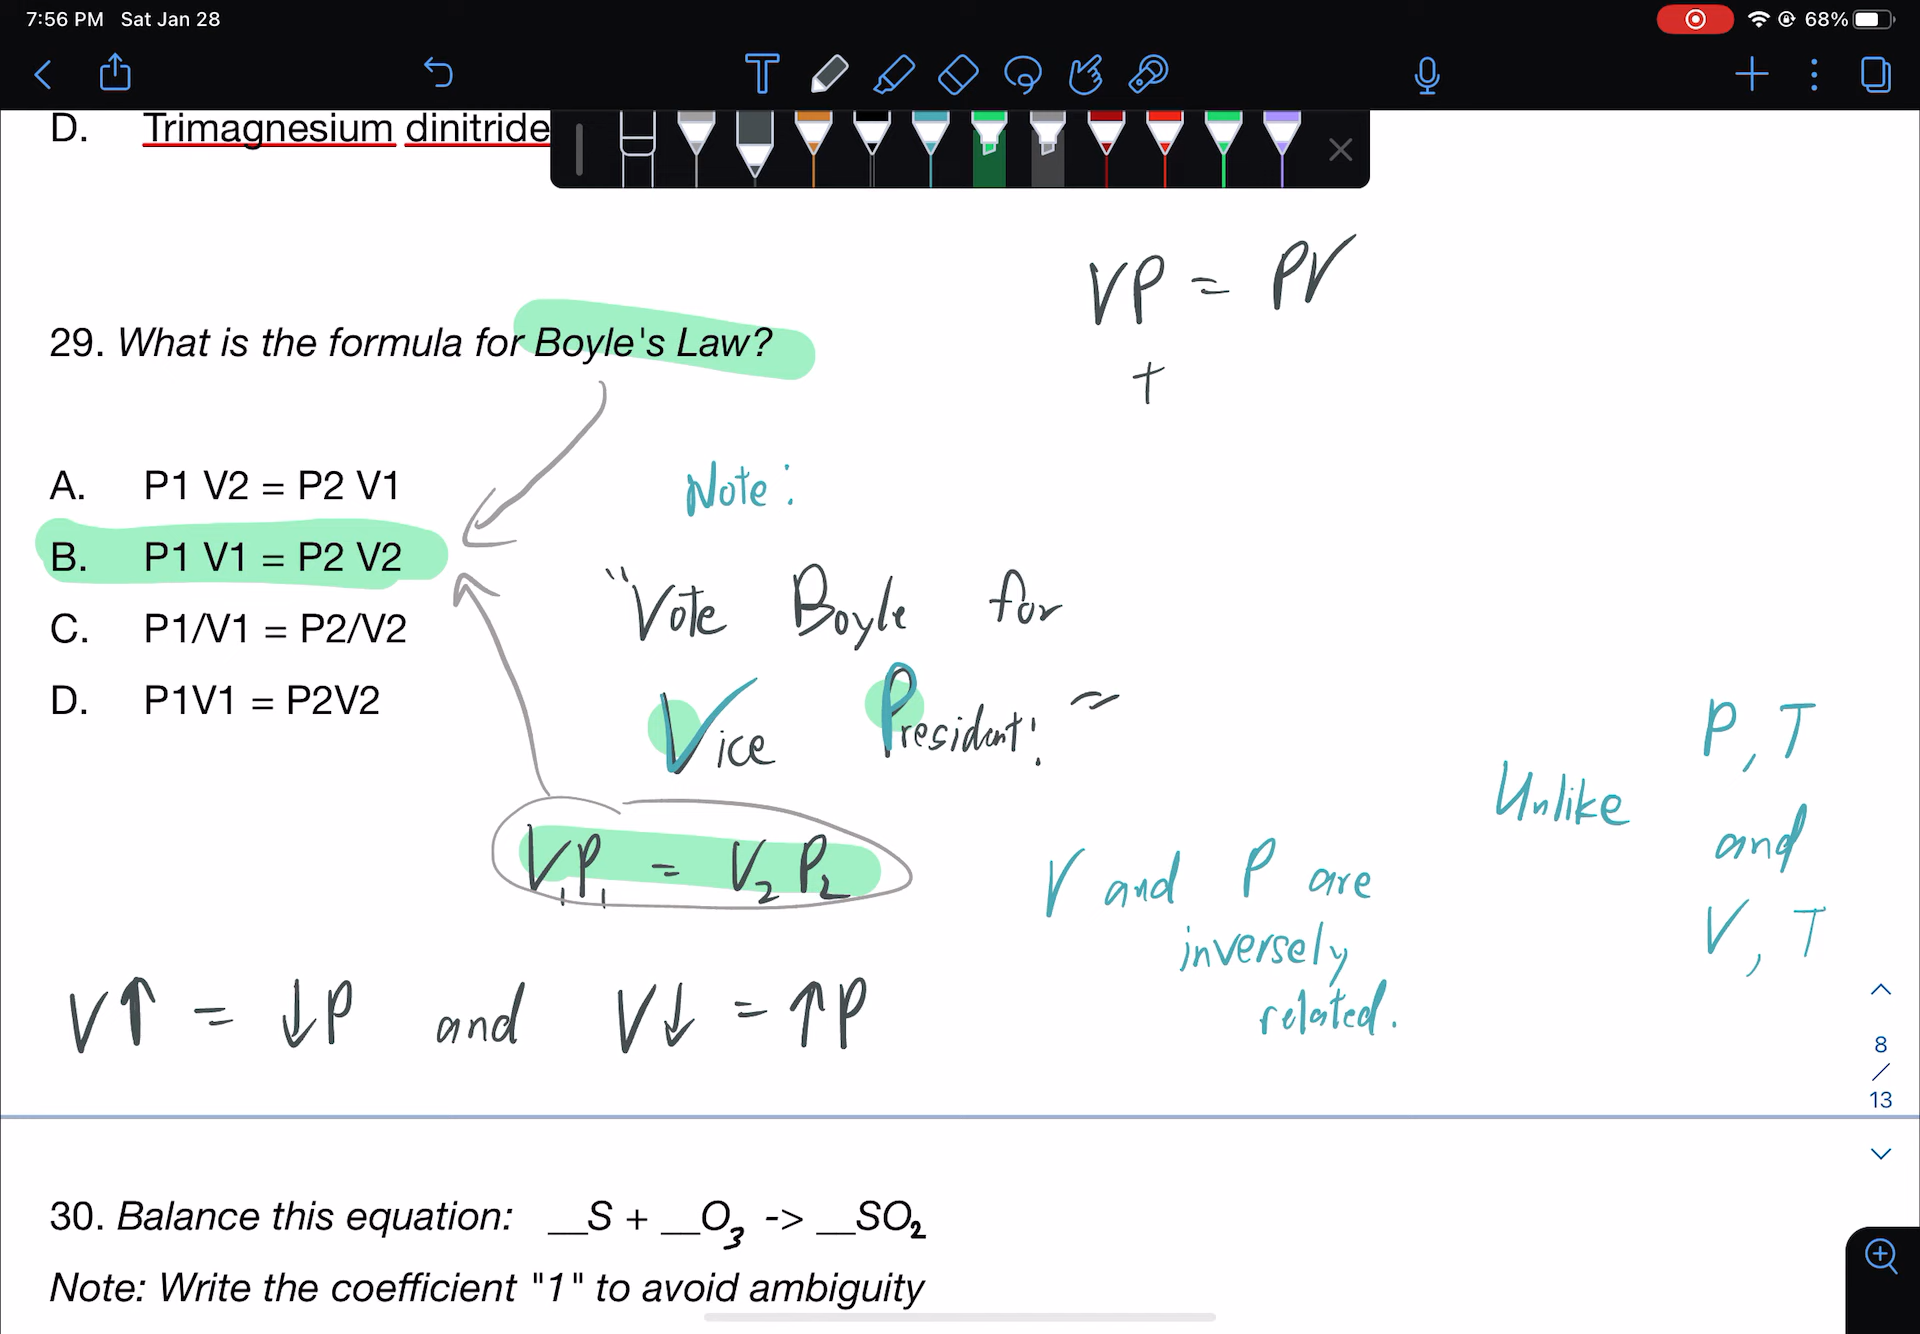 7:56 PM Sat Jan 28
68%
D. Trimagnesium dinitride
VP = PV
+
29. What is the formula for Boyle's Law?
A. P1 V2 = P2 V1
B. P1 V1 = P2 V2
C. P1/V1 = P2/V2
D. P1V1 = P2V2
Note:
"Vote Boyle for
Vice President!"
V₁P₁ = V₂P₂
V and P are
inversely
related.
Unlike
P, T
and
V, T
V↑ = ↓P and V↓ = ↑P
8
/
13
30. Balance this equation: __S + __O₃ -> __SO₂
Note: Write the coefficient "1" to avoid ambiguity